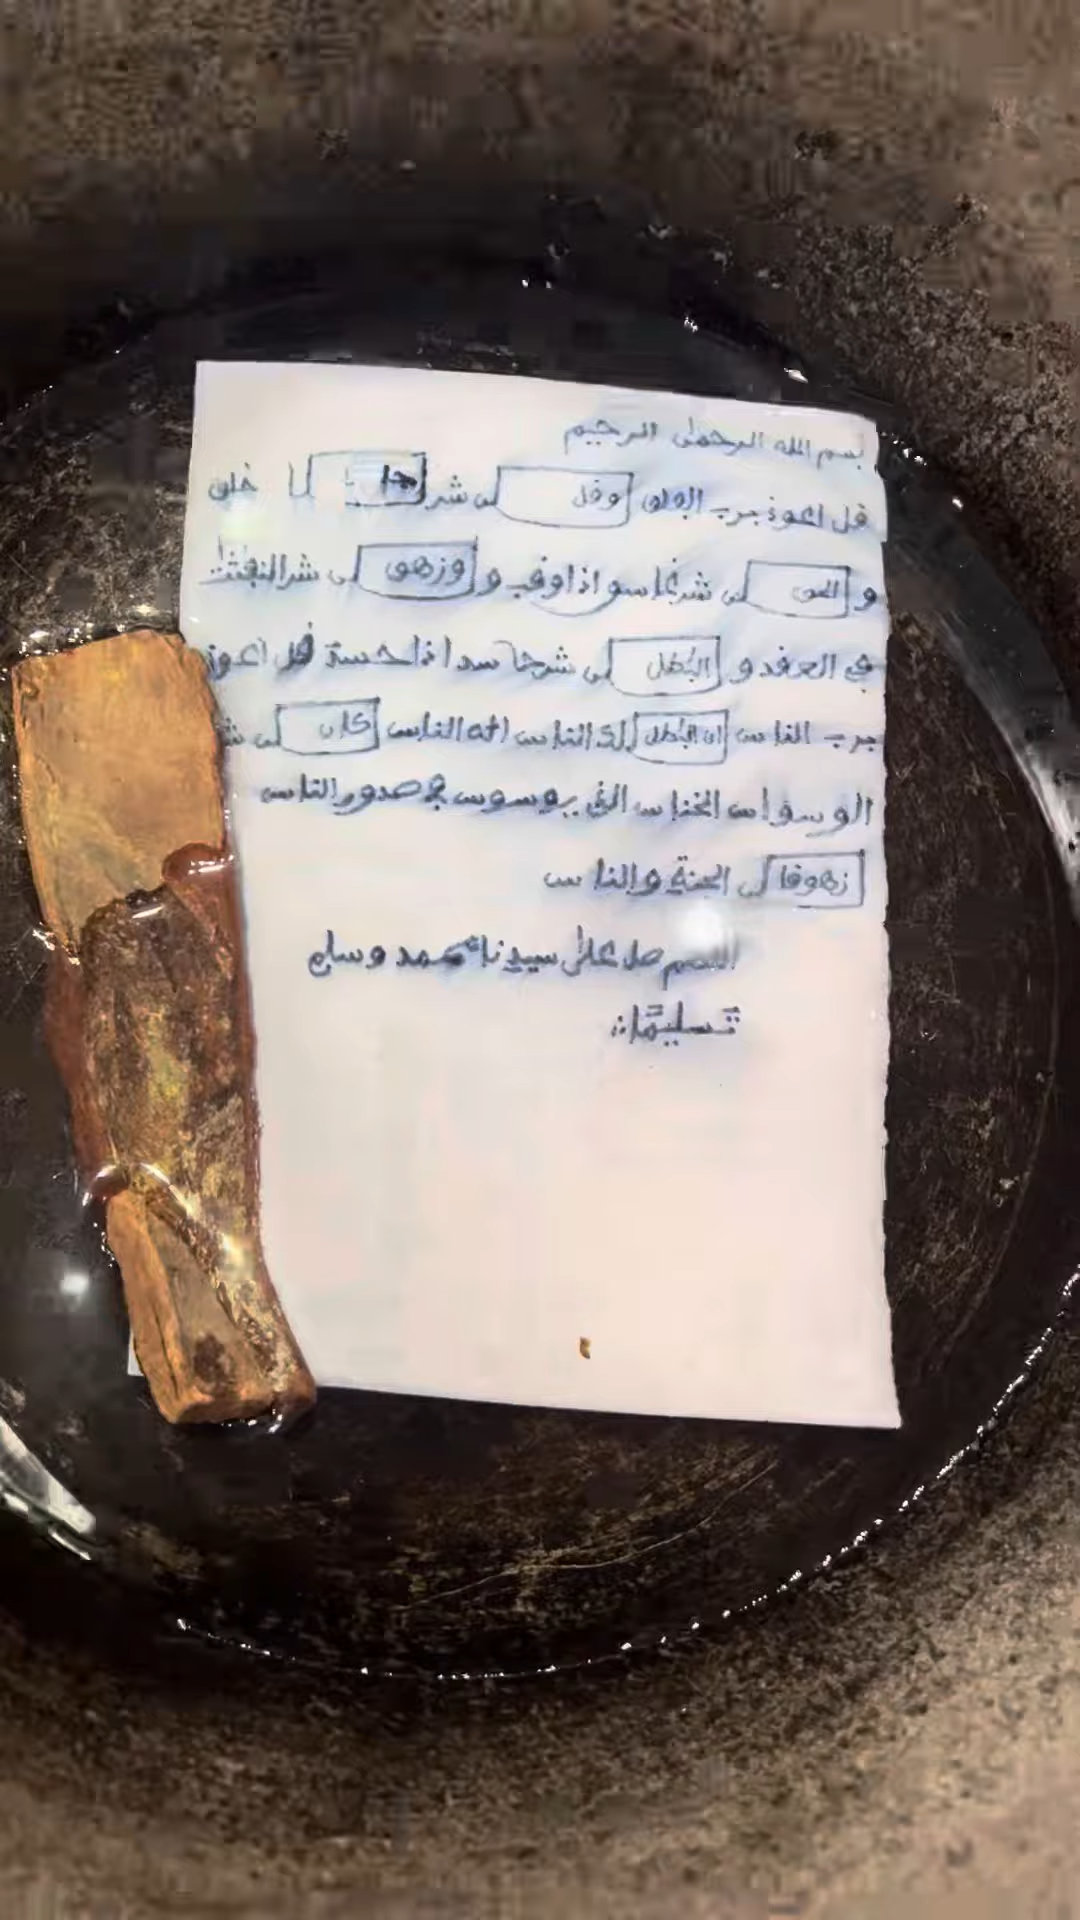 بسم الله الرحمن الرحيم
قل اعوذ برب الفلق وقل من شر جا ما خلق
و الحق من شر غاسق اذا وقب و وزهق من شر النفثت
في العقد و البطل من شر حاسد اذا حسد قل اعوذ
برب الناس ان البطل ملك الناس اله الناس كان من ش
الوسواس الخناس الذي يوسوس في صدور الناس
زهوقا من الجنة والناس
اللهم صل على سيدنا محمد وسلم
تسليما